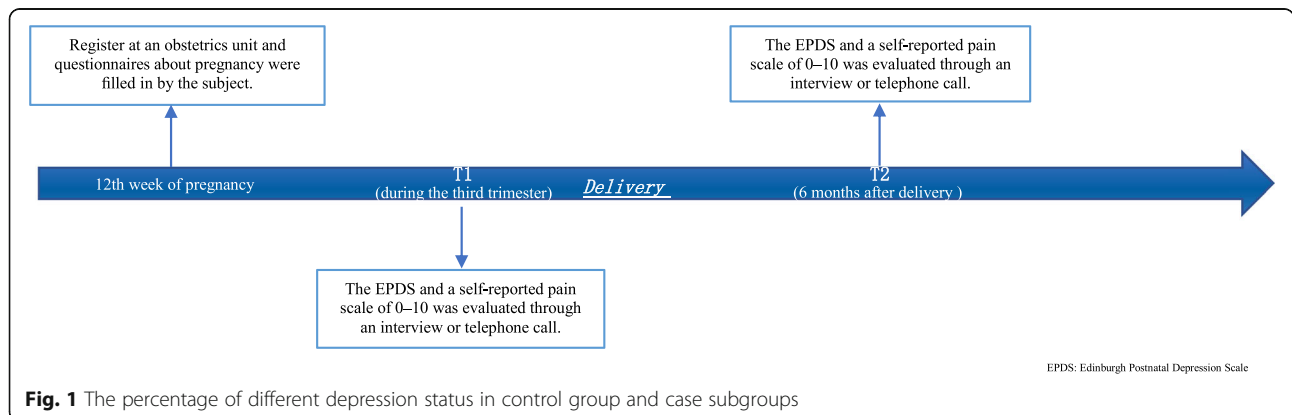 Register at an obstetrics unit and
questionnaires about pregnancy were
filled in by the subject.
The EPDS and a self-reported pain
scale of 0–10 was evaluated through an
interview or telephone call.
12th week of pregnancy
T1
(during the third trimester)
Delivery
T2
(6 months after delivery )
The EPDS and a self-reported pain
scale of 0–10 was evaluated through
an interview or telephone call.
EPDS: Edinburgh Postnatal Depression Scale
Fig. 1 The percentage of different depression status in control group and case subgroups